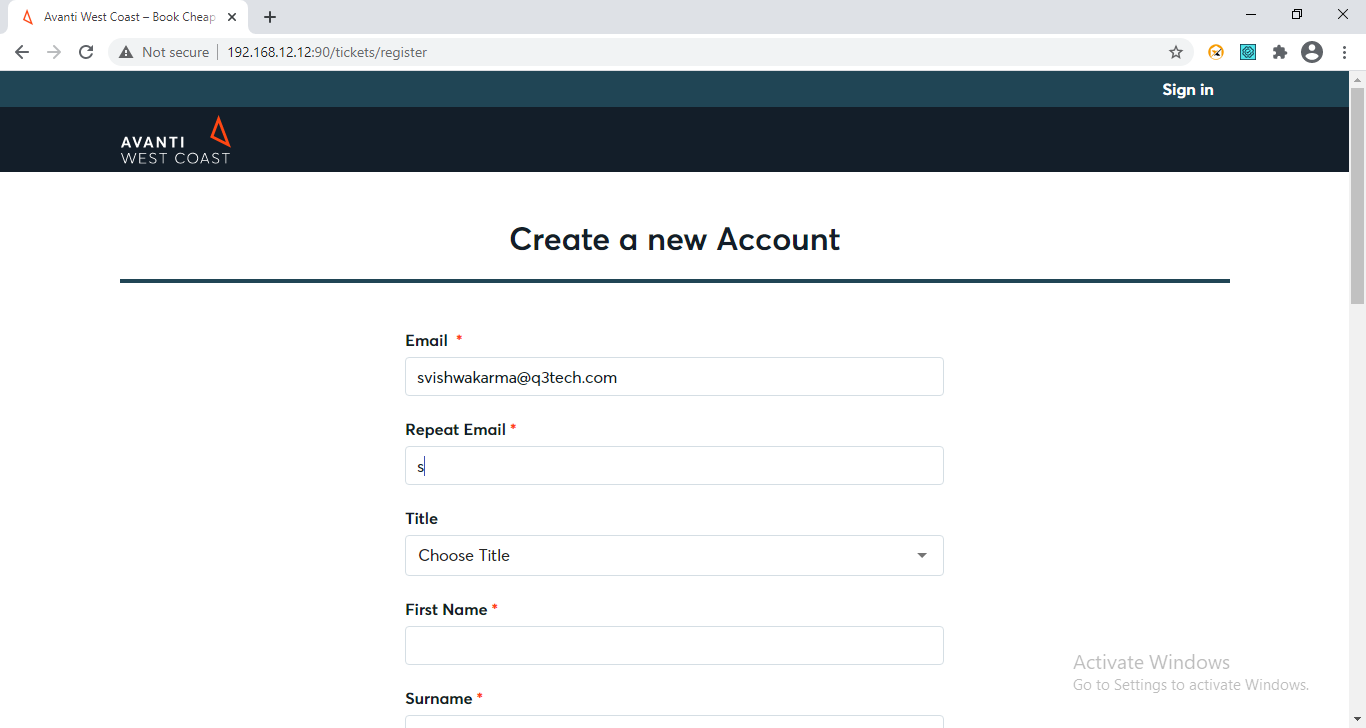 Avanti West Coast – Book Cheap
Not secure
192.168.12.12:90/tickets/register
Sign in
AVANTI
WEST COAST
Create a new Account
Email *
svishwakarma@q3tech.com
Repeat Email *
s
Title
Choose Title
First Name *
Surname *
Activate Windows
Go to Settings to activate Windows.